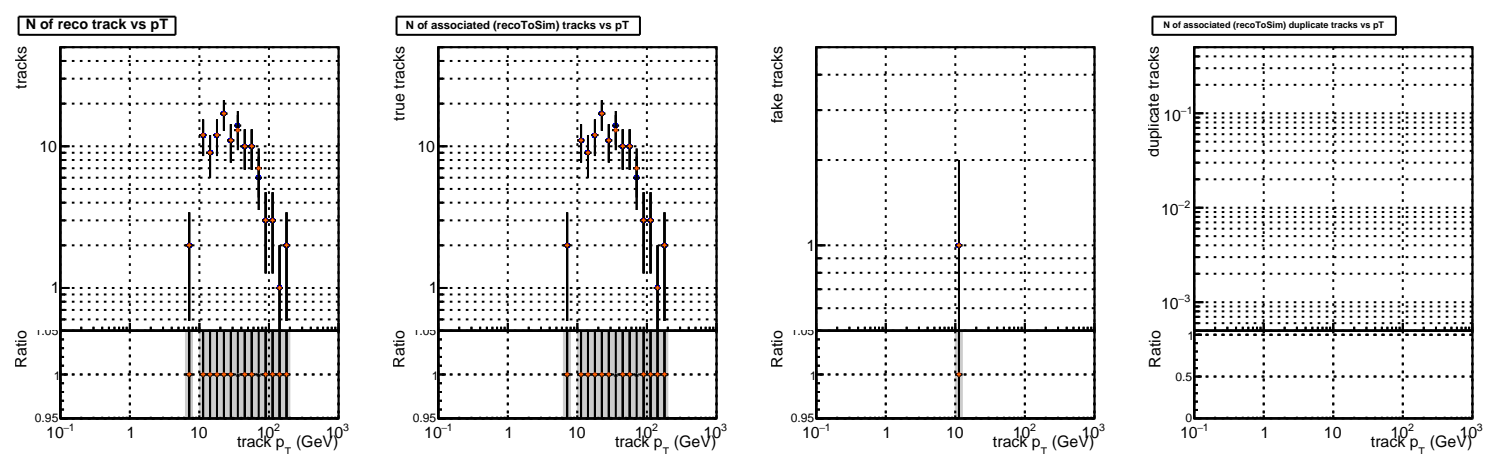 N of reco track vs pT
tracks
10
1
1.05
Ratio
1
0.95
10⁻¹ 1 10 10² 10³
track p_T (GeV)
N of associated (recoToSim) tracks vs pT
true tracks
10
1
1.05
Ratio
1
0.95
10⁻¹ 1 10 10² 10³
track p_T (GeV)
fake tracks
1
1.05
Ratio
1
0.95
10⁻¹ 1 10 10² 10³
track p_T (GeV)
N of associated (recoToSim) duplicate tracks vs pT
duplicate tracks
10⁻¹
10⁻²
10⁻³
Ratio
1
0.5
0
10⁻¹ 1 10 10² 10³
track p_T (GeV)